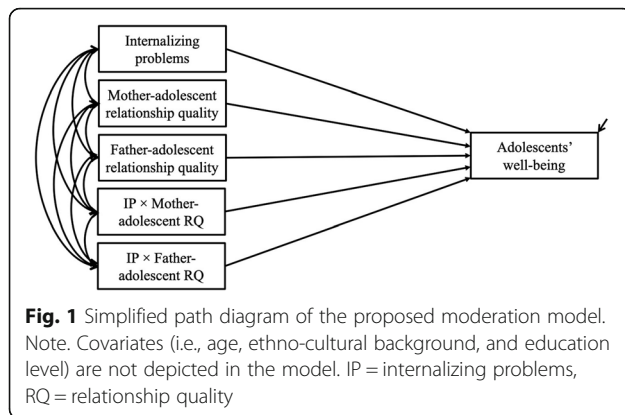 Internalizing
problems
Mother-adolescent
relationship quality
Father-adolescent
relationship quality
IP × Mother-
adolescent RQ
IP × Father-
adolescent RQ
Adolescents'
well-being
Fig. 1 Simplified path diagram of the proposed moderation model.
Note. Covariates (i.e., age, ethno-cultural background, and education
level) are not depicted in the model. IP = internalizing problems,
RQ = relationship quality